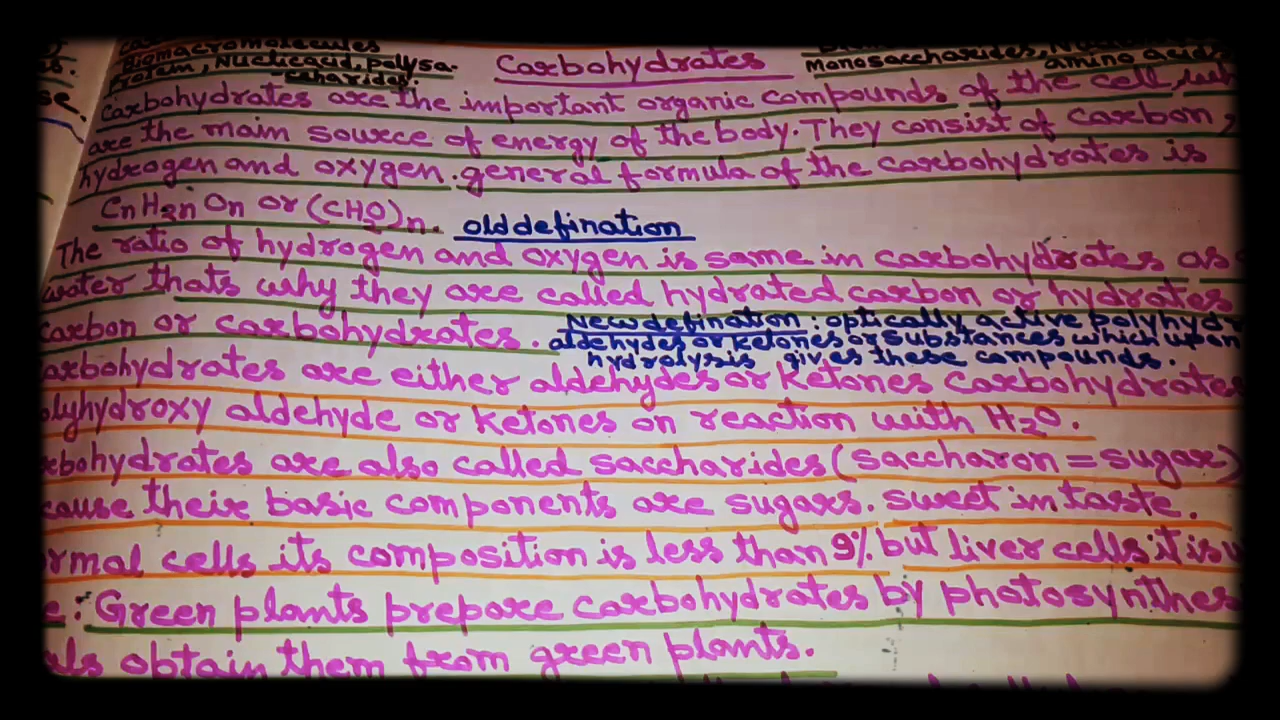 Biomacromolecules
Protein, Nuclicacid, polysa-
-ccharides.
Carbohydrates
monosaccharides,
amino acids
Carbohydrates are the important organic compounds of the cell,
are the main source of energy of the body. They consist of carbon,
hydrogen and oxygen. general formula of the carbohydrates is
CnH2nOn or (CH2O)n. old defination
The ratio of hydrogen and oxygen is same in carbohydrates as
water thats why they are called hydrated carbon or hydrates
carbon or carbohydrates. New defination : optically active polyhydr
aldehydes or ketones or substances which upon
hydrolysis gives these compounds.
arbohydrates are either aldehydes or Ketones Carbohydrates
olyhydroxy aldehyde or ketones on reaction with H2O.
rbohydrates are also called saccharides (saccharon = sugar)
cause their basic components are sugars. sweet in taste.
ormal cells its composition is less than 9% but liver cells it is
e : Green plants prepare carbohydrates by photosynthes
als obtain them from green plants.